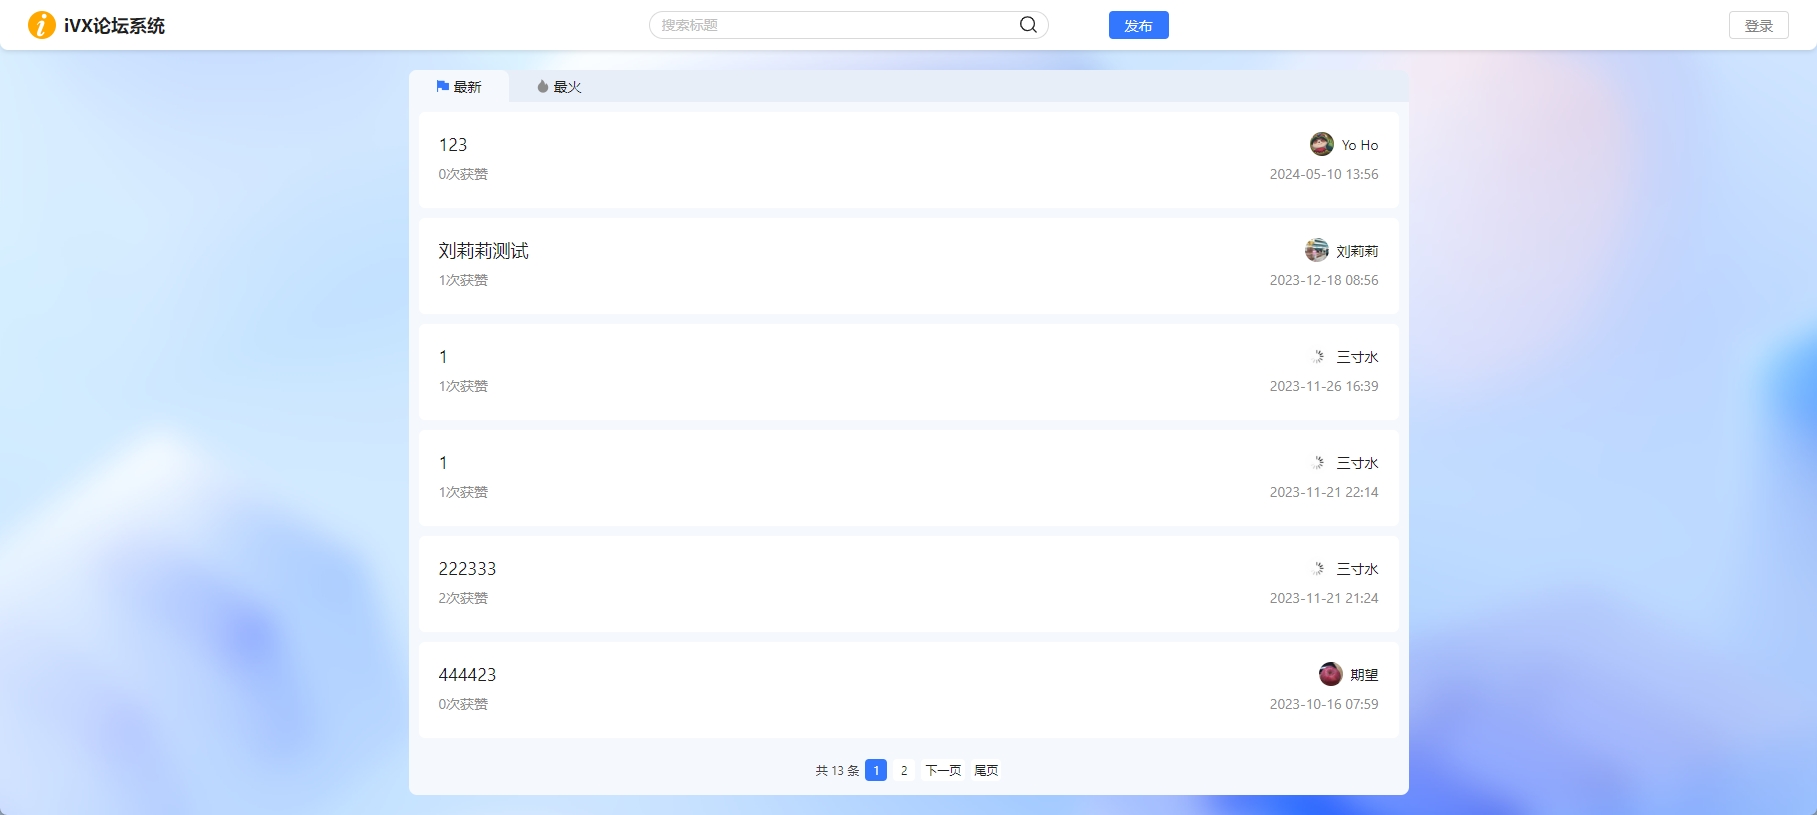 iVX论坛系统
搜索标题
发布
登录
最新
最火
123
Yo Ho
0次获赞
2024-05-10 13:56
刘莉莉测试
刘莉莉
1次获赞
2023-12-18 08:56
1
三寸水
1次获赞
2023-11-26 16:39
1
三寸水
1次获赞
2023-11-21 22:14
222333
三寸水
2次获赞
2023-11-21 21:24
444423
期望
0次获赞
2023-10-16 07:59
共 13 条 1 2 下一页 尾页